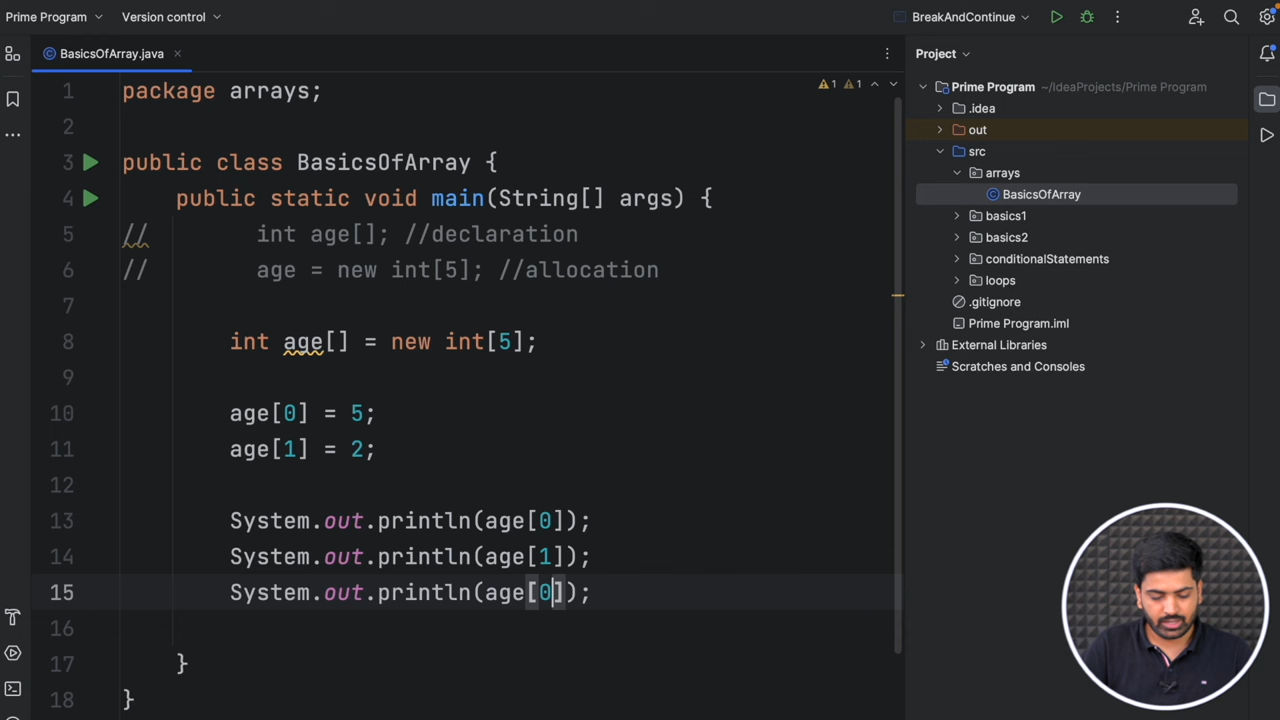 Prime Program
Version control
BreakAndContinue
BasicsOfArray.java
Project
1 package arrays;
1 1
2
3 public class BasicsOfArray {
4 public static void main(String[] args) {
5 // int age[]; //declaration
6 // age = new int[5]; //allocation
7
8 int age[] = new int[5];
9
10 age[0] = 5;
11 age[1] = 2;
12
13 System.out.println(age[0]);
14 System.out.println(age[1]);
15 System.out.println(age[0]);
16
17 }
18 }
Prime Program ~/IdeaProjects/Prime Program
.idea
out
src
arrays
BasicsOfArray
basics1
basics2
conditionalStatements
loops
.gitignore
Prime Program.iml
External Libraries
Scratches and Consoles